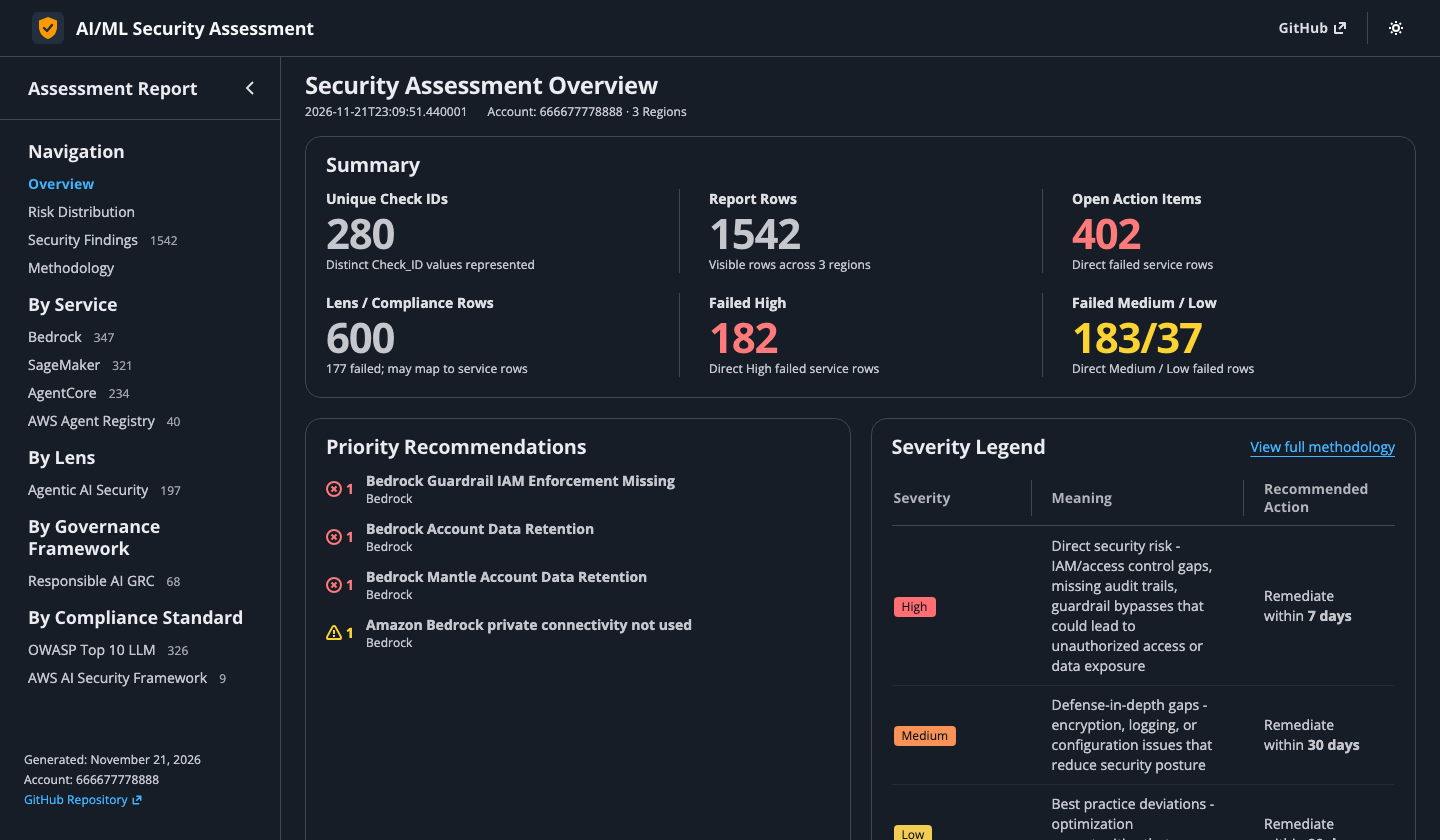 AI/ML Security Assessment
GitHub
Assessment Report
Navigation
Overview
Risk Distribution
Security Findings 1542
Methodology
By Service
Bedrock 347
SageMaker 321
AgentCore 234
AWS Agent Registry 40
By Lens
Agentic AI Security 197
By Governance
Framework
Responsible AI GRC 68
By Compliance Standard
OWASP Top 10 LLM 326
AWS AI Security Framework 9
Generated: November 21, 2026
Account: 666677778888
GitHub Repository
Security Assessment Overview
2026-11-21T23:09:51.440001 Account: 666677778888 · 3 Regions
Summary
Unique Check IDs
280
Distinct Check_ID values represented
Report Rows
1542
Visible rows across 3 regions
Open Action Items
402
Direct failed service rows
Lens / Compliance Rows
600
177 failed; may map to service rows
Failed High
182
Direct High failed service rows
Failed Medium / Low
183/37
Direct Medium / Low failed rows
Priority Recommendations
1 Bedrock Guardrail IAM Enforcement Missing
Bedrock
1 Bedrock Account Data Retention
Bedrock
1 Bedrock Mantle Account Data Retention
Bedrock
1 Amazon Bedrock private connectivity not used
Bedrock
Severity Legend
View full methodology
Severity
Meaning
Recommended
Action
High
Direct security risk -
IAM/access control gaps,
missing audit trails,
guardrail bypasses that
could lead to
unauthorized access or
data exposure
Remediate
within 7 days
Medium
Defense-in-depth gaps -
encryption, logging, or
configuration issues that
reduce security posture
Remediate
within 30 days
Low
Best practice deviations -
optimization
Remediate